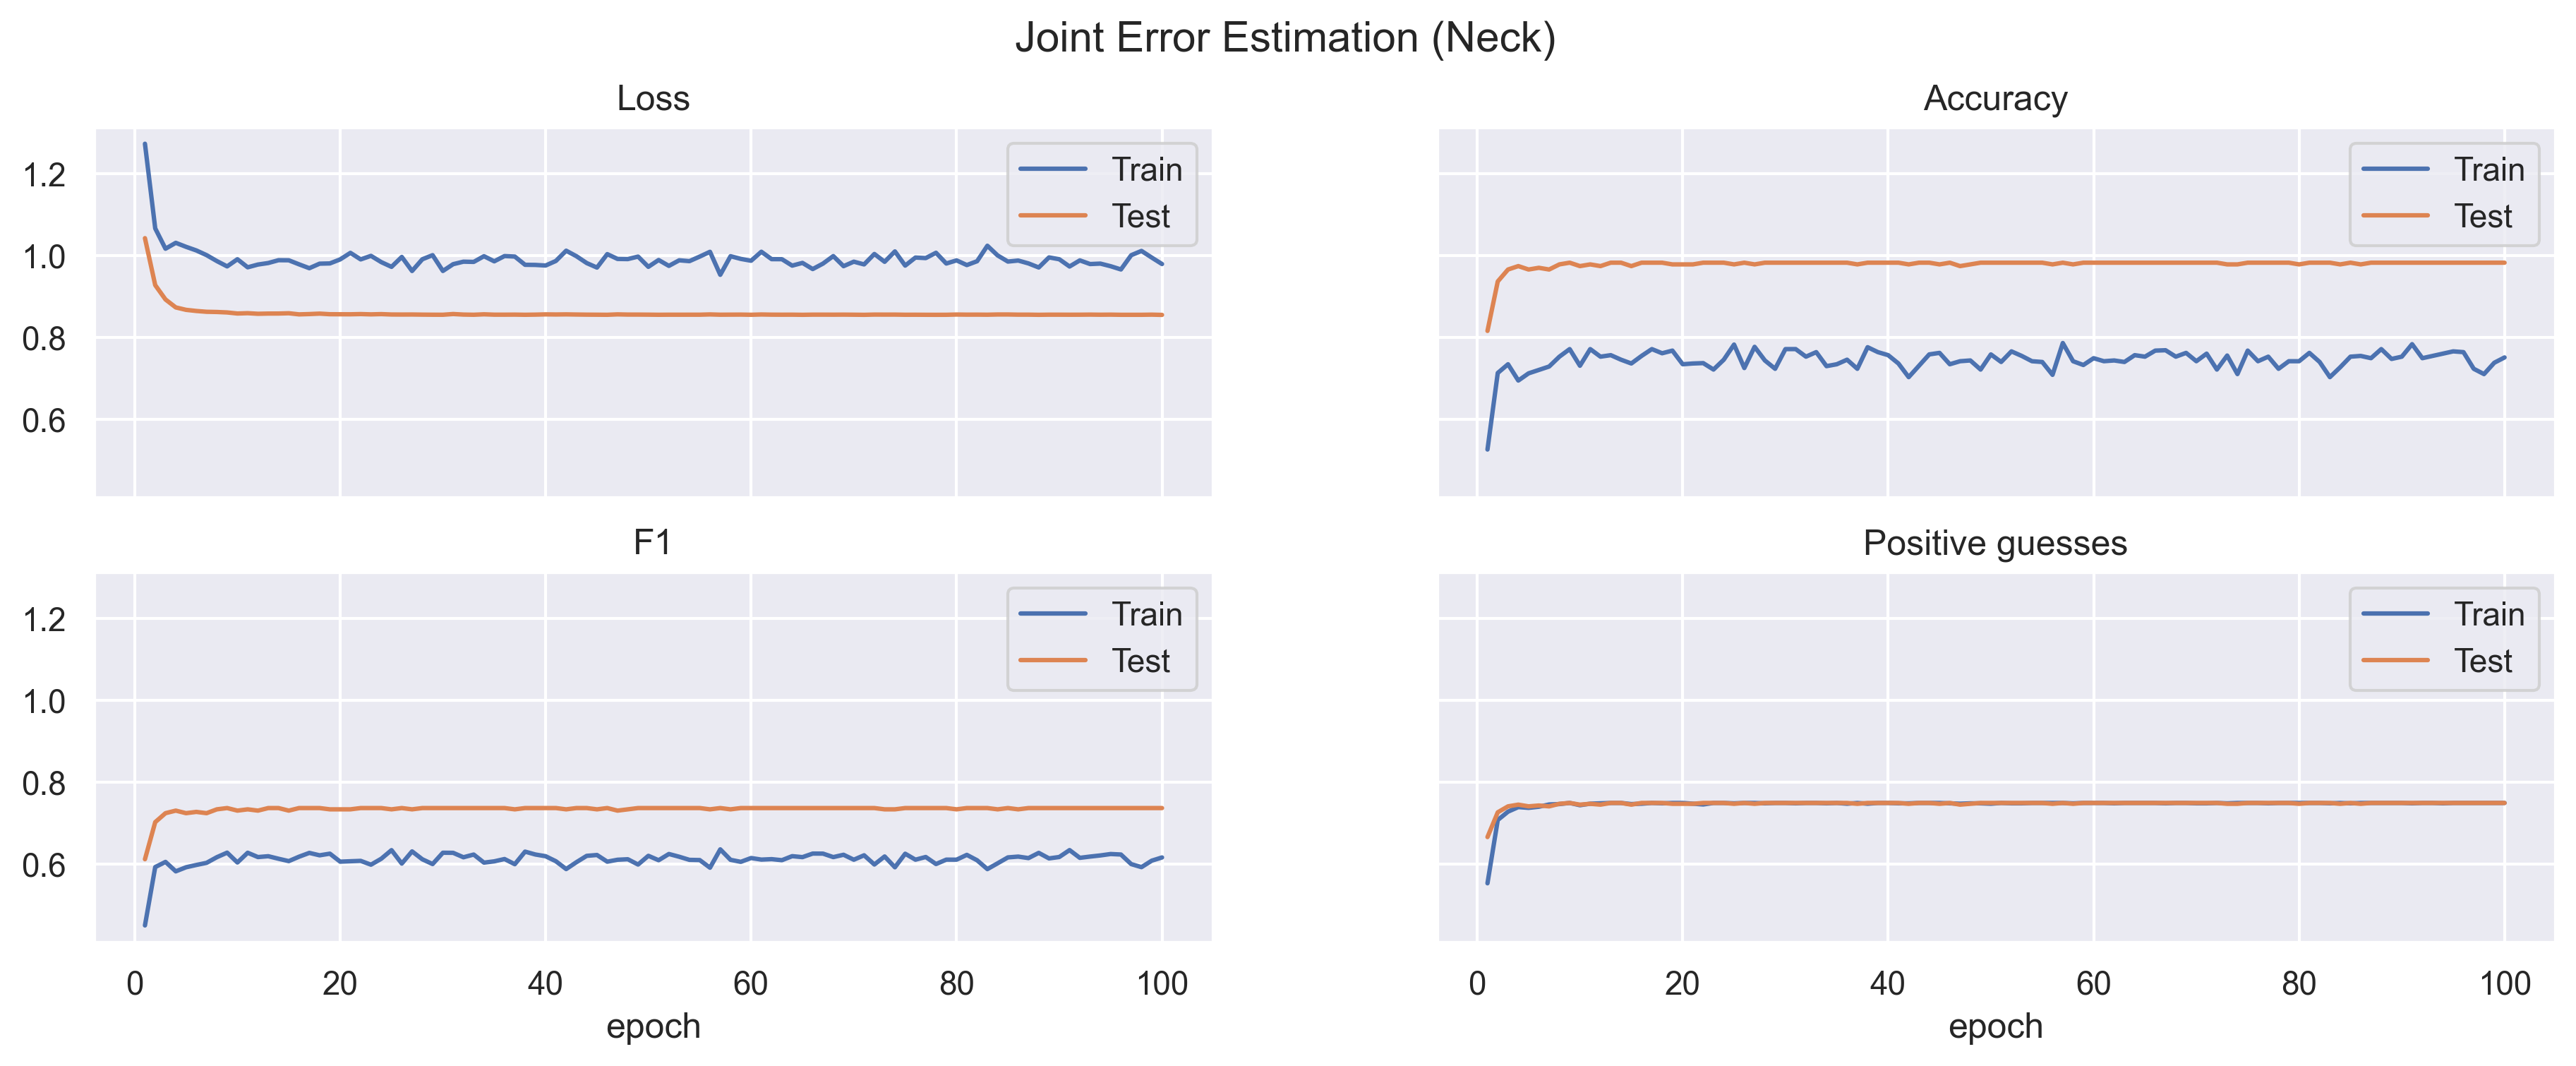 Joint Error Estimation (Neck)
Loss
1.2
1.0
0.8
0.6
Train
Test
Accuracy
Train
Test
F1
1.2
1.0
0.8
0.6
Train
Test
0 20 40 60 80 100
epoch
Positive guesses
Train
Test
0 20 40 60 80 100
epoch